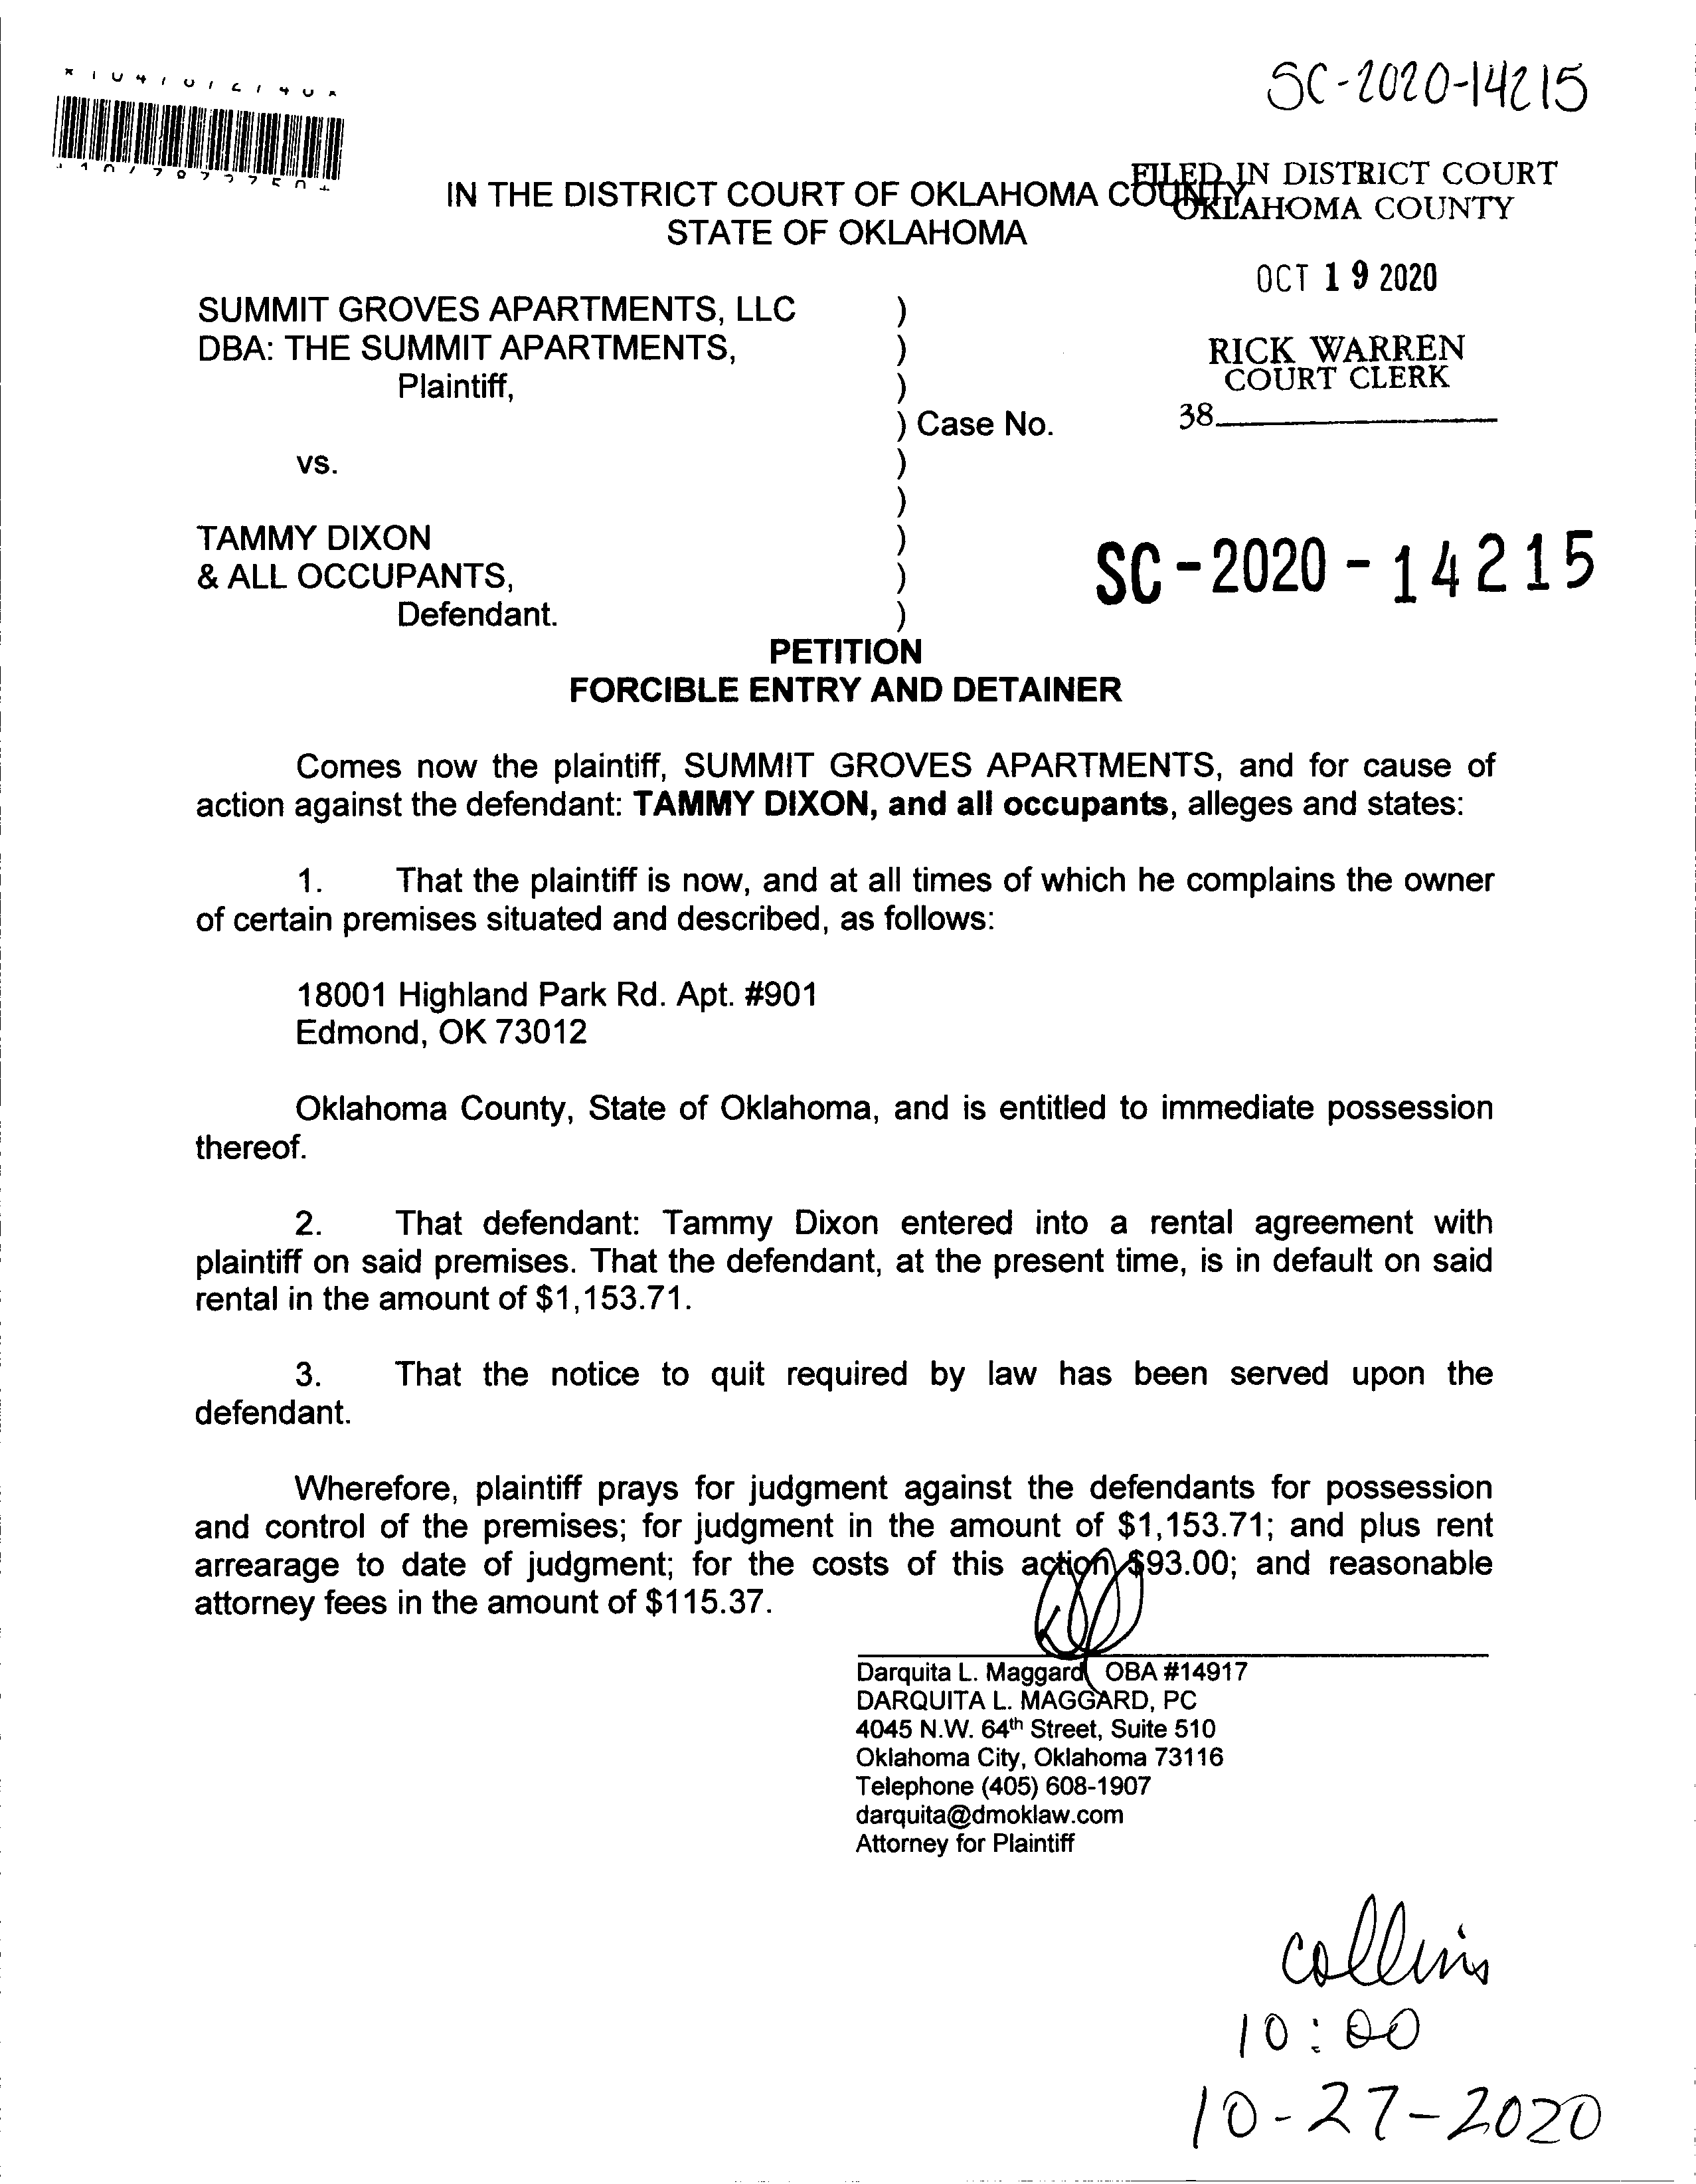 SC-2020-14215
FILED IN DISTRICT COURT
OKLAHOMA COUNTY
IN THE DISTRICT COURT OF OKLAHOMA COUNTY
STATE OF OKLAHOMA
OCT 19 2020
RICK WARREN
COURT CLERK
38
SUMMIT GROVES APARTMENTS, LLC )
DBA: THE SUMMIT APARTMENTS, )
Plaintiff, )
) Case No.
vs. )
)
TAMMY DIXON )
& ALL OCCUPANTS, )
Defendant. )
SC-2020-14215
PETITION
FORCIBLE ENTRY AND DETAINER
Comes now the plaintiff, SUMMIT GROVES APARTMENTS, and for cause of
action against the defendant: TAMMY DIXON, and all occupants, alleges and states:
1. That the plaintiff is now, and at all times of which he complains the owner
of certain premises situated and described, as follows:
18001 Highland Park Rd. Apt. #901
Edmond, OK 73012
Oklahoma County, State of Oklahoma, and is entitled to immediate possession
thereof.
2. That defendant: Tammy Dixon entered into a rental agreement with
plaintiff on said premises. That the defendant, at the present time, is in default on said
rental in the amount of $1,153.71.
3. That the notice to quit required by law has been served upon the
defendant.
Wherefore, plaintiff prays for judgment against the defendants for possession
and control of the premises; for judgment in the amount of $1,153.71; and plus rent
arrearage to date of judgment; for the costs of this action $93.00; and reasonable
attorney fees in the amount of $115.37.
Darquita L. Maggard OBA #14917
DARQUITA L. MAGGARD, PC
4045 N.W. 64th Street, Suite 510
Oklahoma City, Oklahoma 73116
Telephone (405) 608-1907
darquita@dmoklaw.com
Attorney for Plaintiff
collins
10:00
10-27-2020